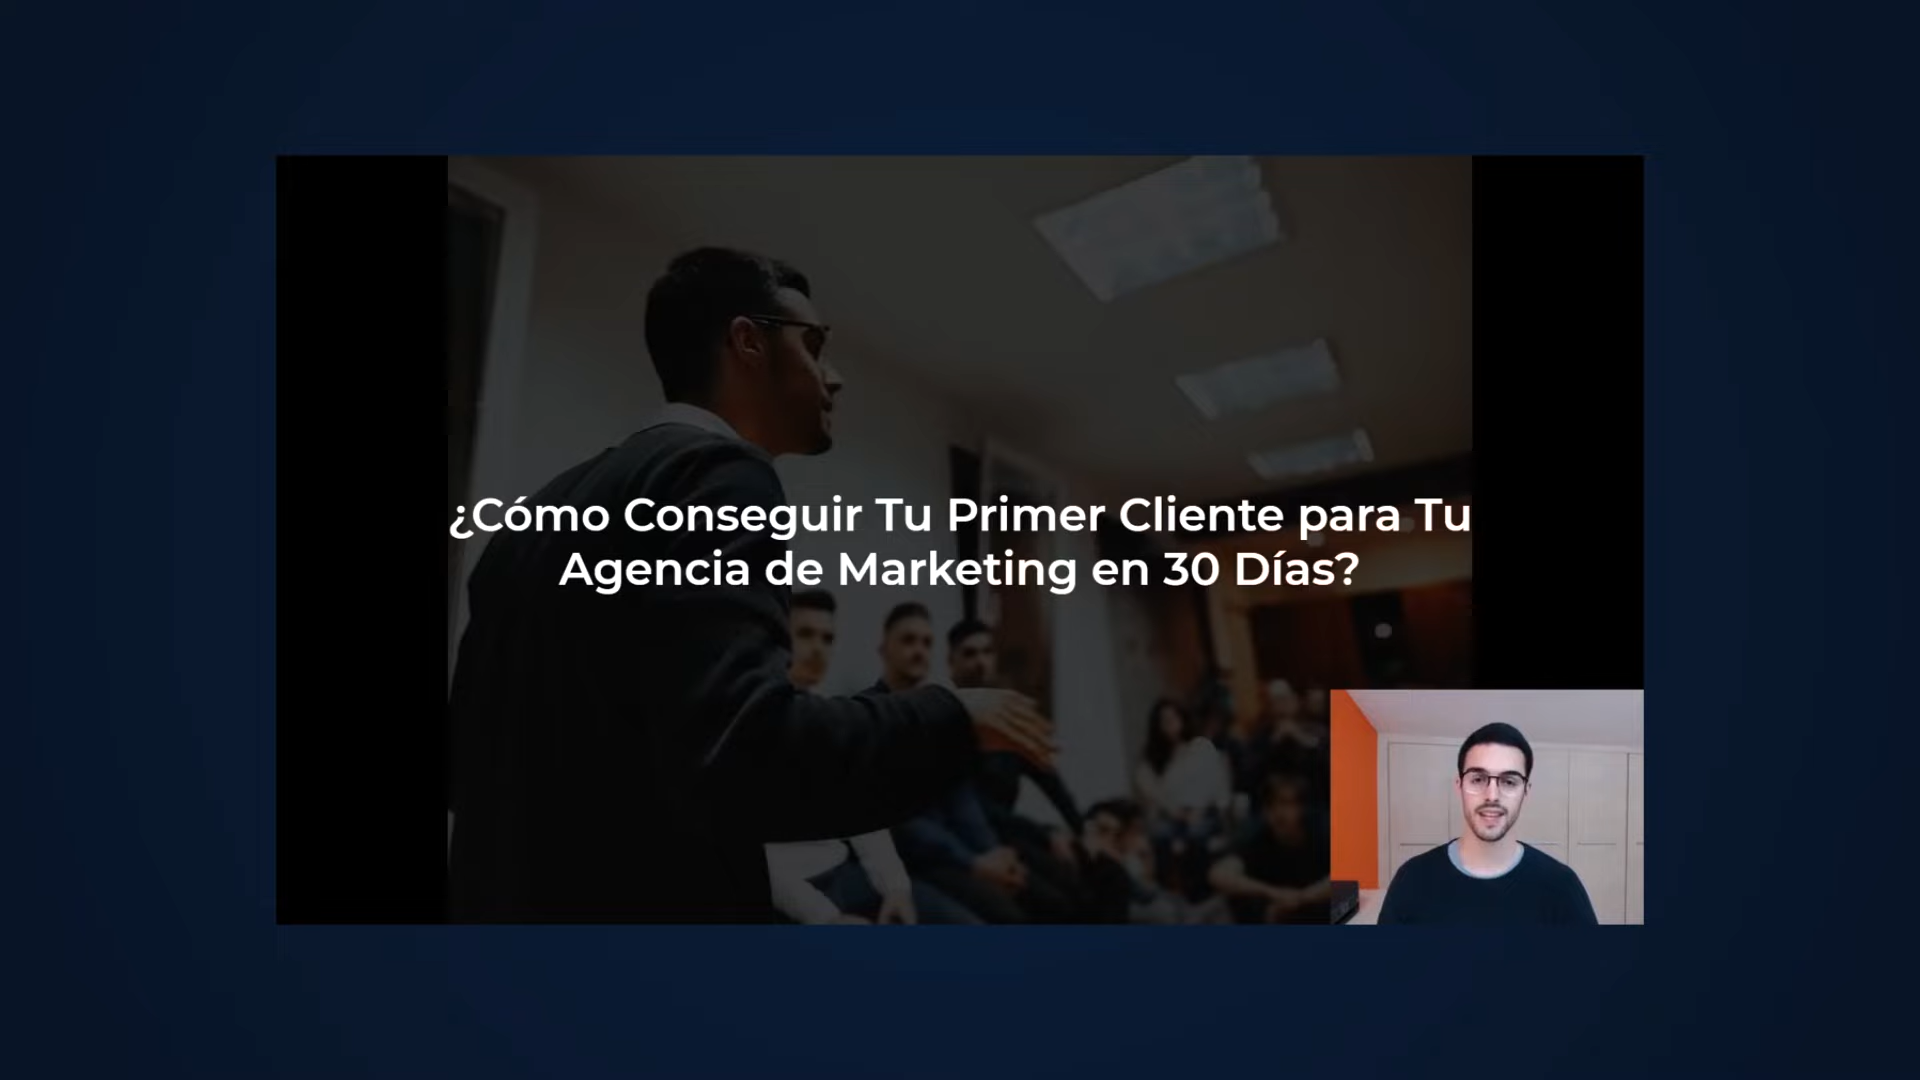 ¿Cómo Conseguir Tu Primer Cliente para Tu
Agencia de Marketing en 30 Días?